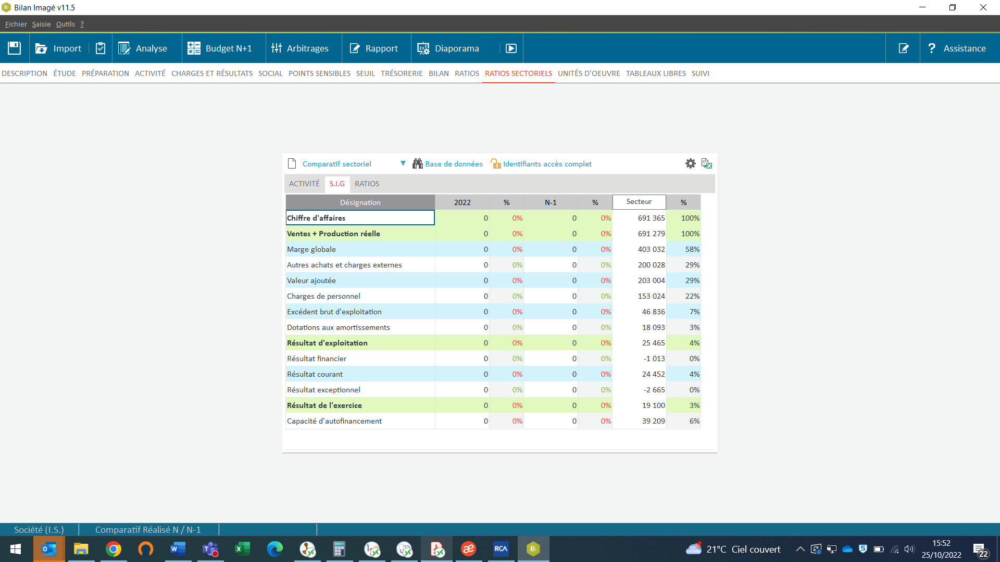 Bilan Imagé v11.5
Fichier Saisie Outils ?
Import Analyse Budget N+1 Arbitrages Rapport Diaporama ? Assistance
DESCRIPTION ÉTUDE PRÉPARATION ACTIVITÉ CHARGES ET RÉSULTATS SOCIAL POINTS SENSIBLES SEUIL TRÉSORERIE BILAN RATIOS RATIOS SECTORIELS UNITÉS D'OEUVRE TABLEAUX LIBRES SUIVI
Comparatif sectoriel Base de données Identifiants accès complet
ACTIVITÉ S.I.G RATIOS
Désignation 2022 % N-1 % Secteur %
Chiffre d'affaires 0 0% 0 0% 691 365 100%
Ventes + Production réelle 0 0% 0 0% 691 279 100%
Marge globale 0 0% 0 0% 403 032 58%
Autres achats et charges externes 0 0% 0 0% 200 028 29%
Valeur ajoutée 0 0% 0 0% 203 004 29%
Charges de personnel 0 0% 0 0% 153 024 22%
Excédent brut d'exploitation 0 0% 0 0% 46 836 7%
Dotations aux amortissements 0 0% 0 0% 18 093 3%
Résultat d'exploitation 0 0% 0 0% 25 465 4%
Résultat financier 0 0% 0 0% -1 013 0%
Résultat courant 0 0% 0 0% 24 452 4%
Résultat exceptionnel 0 0% 0 0% -2 665 0%
Résultat de l'exercice 0 0% 0 0% 19 100 3%
Capacité d'autofinancement 0 0% 0 0% 39 209 6%
Société (I.S.) Comparatif Réalisé N / N-1
RCA 21°C Ciel couvert 15:52
25/10/2022 22